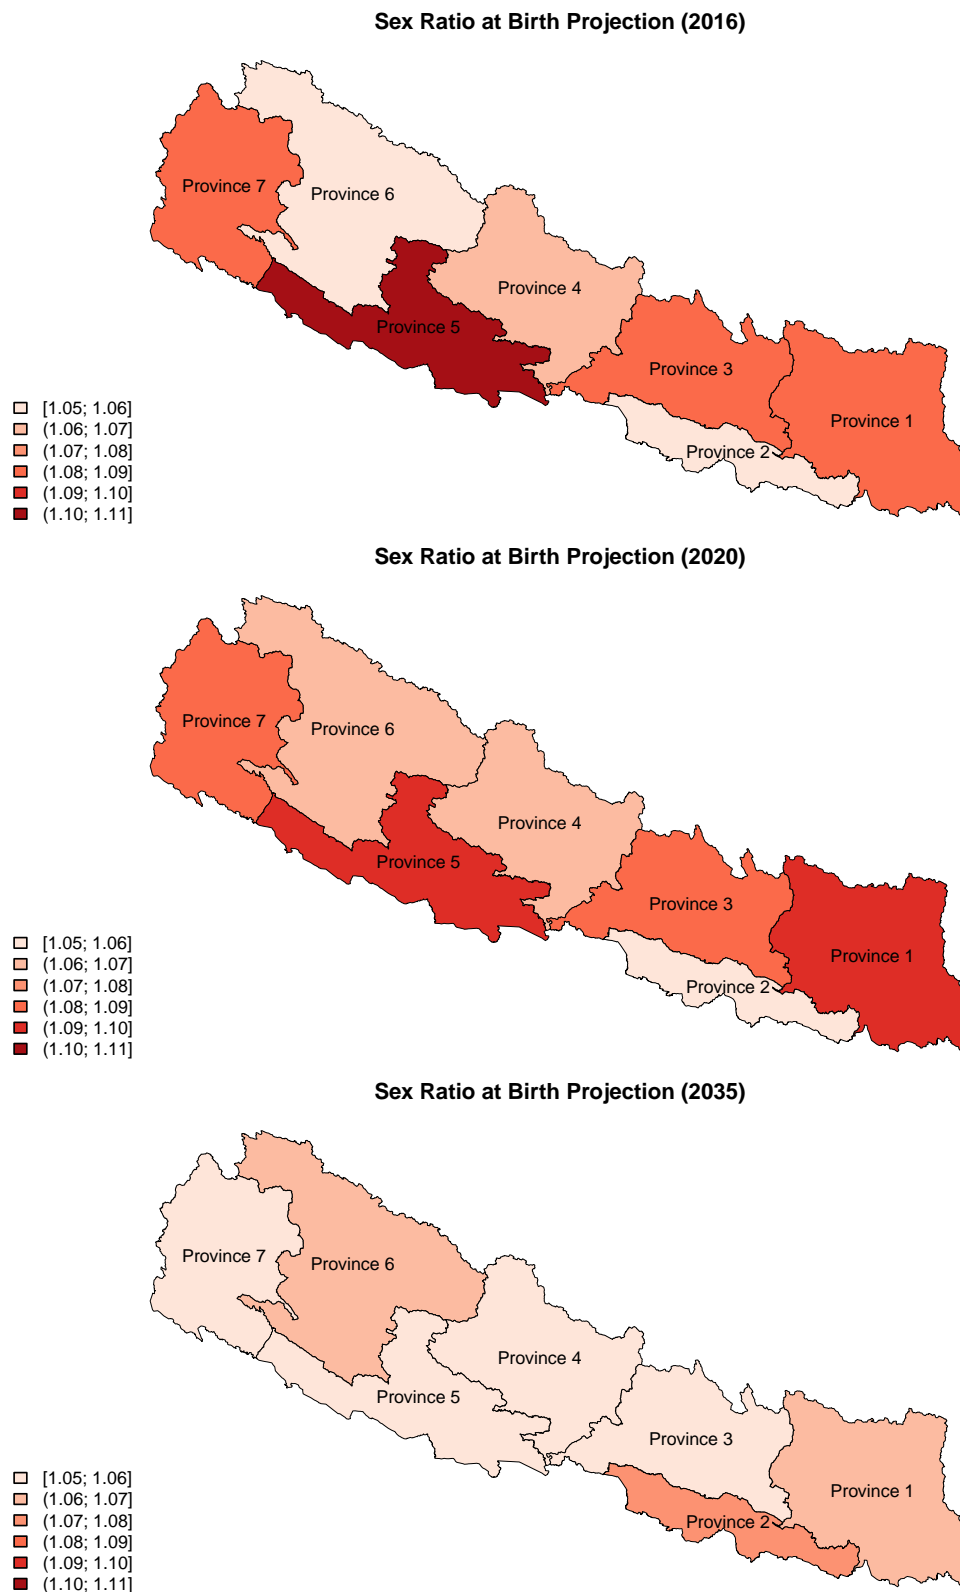 Sex Ratio at Birth Projection (2016)
Province 7
Province 6
Province 4
Province 5
Province 3
Province 1
Province 2
[1.05; 1.06]
(1.06; 1.07]
(1.07; 1.08]
(1.08; 1.09]
(1.09; 1.10]
(1.10; 1.11]
Sex Ratio at Birth Projection (2020)
Province 7
Province 6
Province 4
Province 5
Province 3
Province 1
Province 2
[1.05; 1.06]
(1.06; 1.07]
(1.07; 1.08]
(1.08; 1.09]
(1.09; 1.10]
(1.10; 1.11]
Sex Ratio at Birth Projection (2035)
Province 7
Province 6
Province 4
Province 5
Province 3
Province 1
Province 2
[1.05; 1.06]
(1.06; 1.07]
(1.07; 1.08]
(1.08; 1.09]
(1.09; 1.10]
(1.10; 1.11]